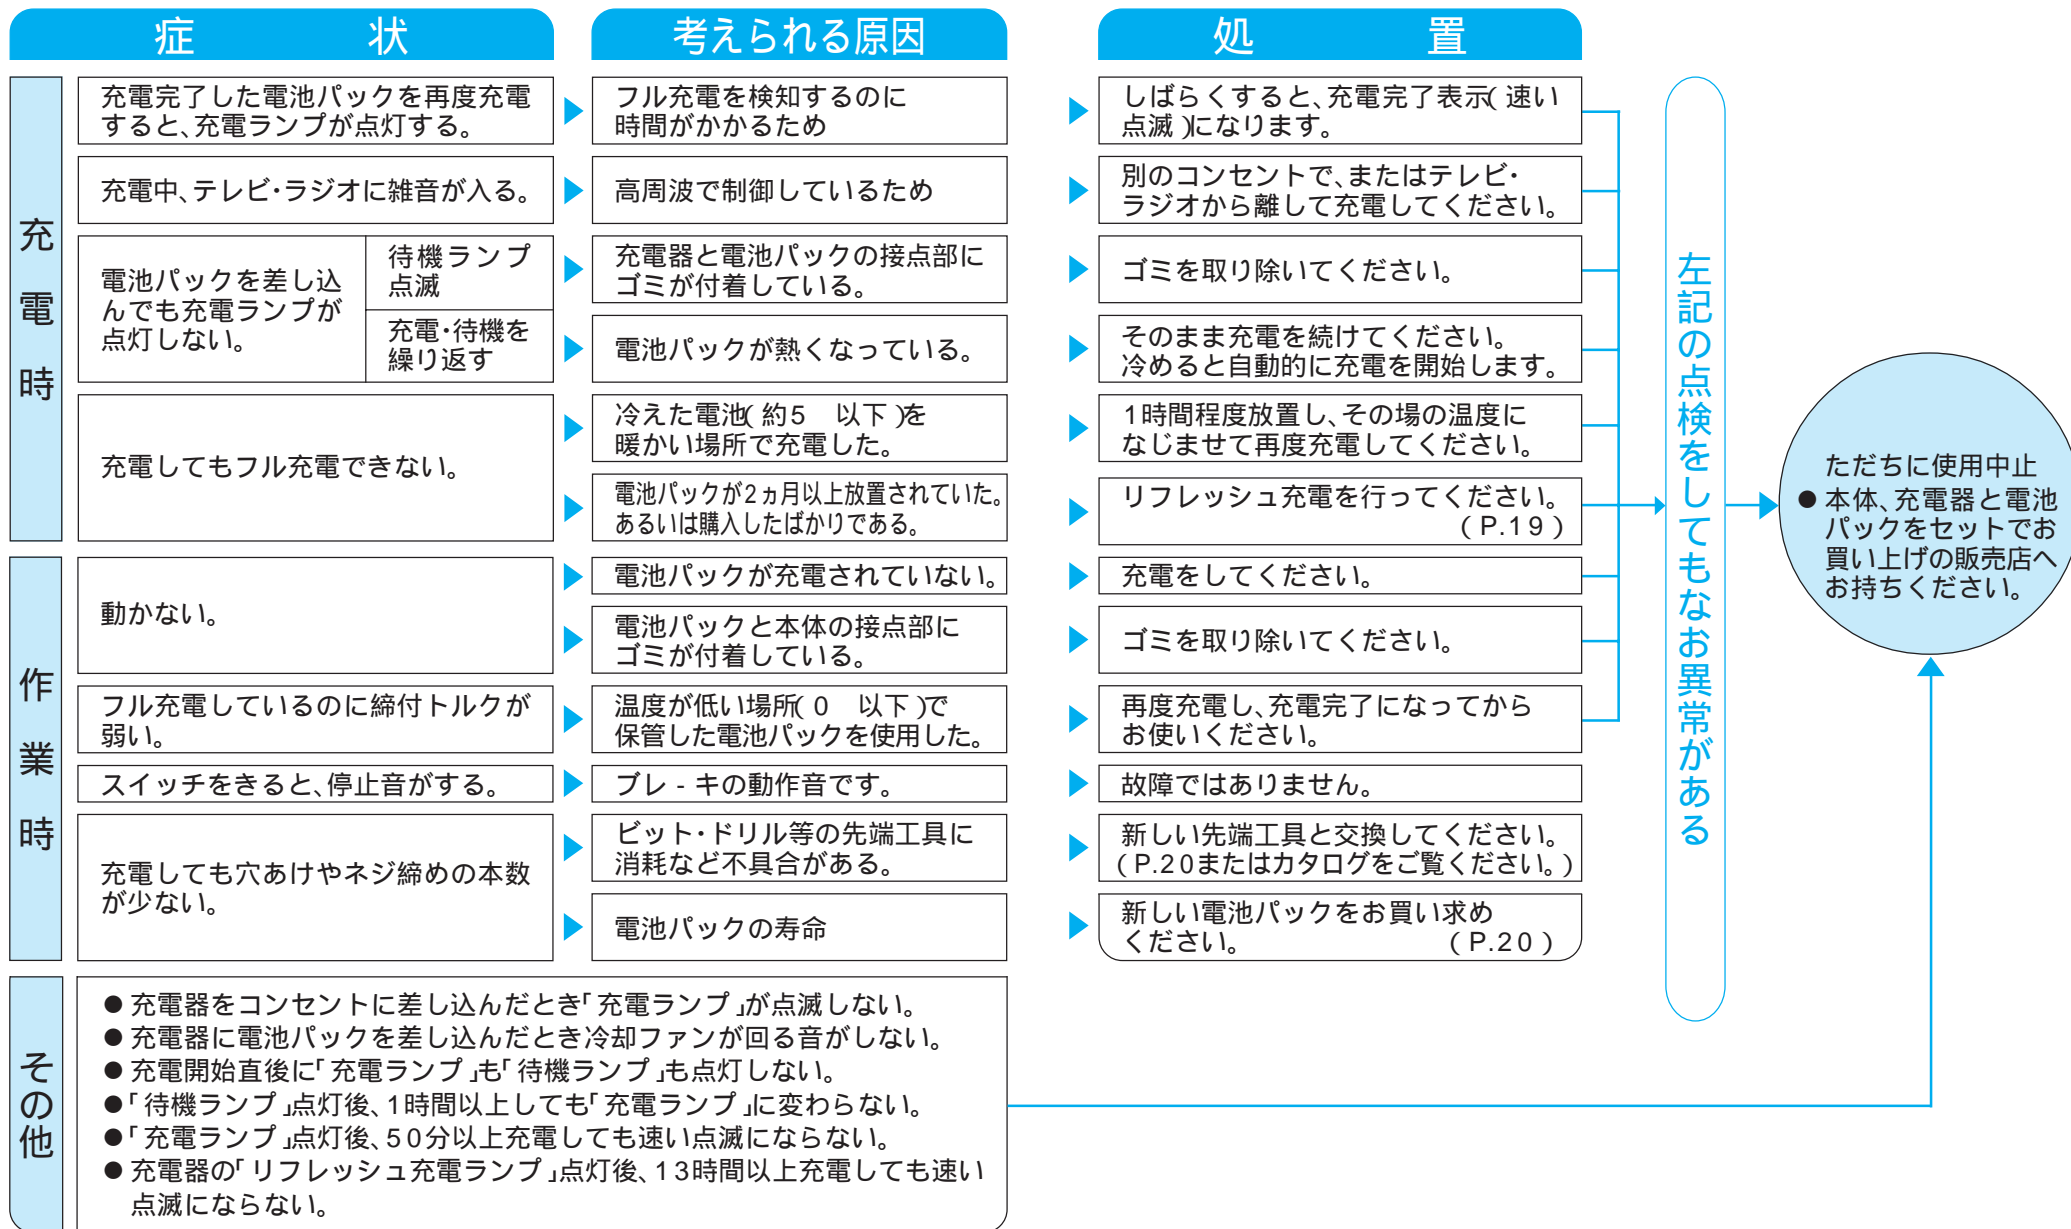 症状
考えられる原因
処置
充電時
充電完了した電池パックを再度充電
すると、充電ランプが点灯する。
フル充電を検知するのに
時間がかかるため
しばらくすると、充電完了表示(速い
点滅)になります。
充電中、テレビ・ラジオに雑音が入る。
高周波で制御しているため
別のコンセントで、またはテレビ・
ラジオから離して充電してください。
電池パックを差し込
んでも充電ランプが
点灯しない。
待機ランプ
点滅
充電器と電池パックの接点部に
ゴミが付着している。
ゴミを取り除いてください。
充電・待機を
繰り返す
電池パックが熱くなっている。
そのまま充電を続けてください。
冷めると自動的に充電を開始します。
充電してもフル充電できない。
冷えた電池(約5 以下)を
暖かい場所で充電した。
1時間程度放置し、その場の温度に
なじませて再度充電してください。
電池パックが2ヵ月以上放置されていた。
あるいは購入したばかりである。
リフレッシュ充電を行ってください。
(P.19)
作業時
動かない。
電池パックが充電されていない。
充電をしてください。
電池パックと本体の接点部に
ゴミが付着している。
ゴミを取り除いてください。
フル充電しているのに締付トルクが
弱い。
温度が低い場所(0 以下)で
保管した電池パックを使用した。
再度充電し、充電完了になってから
お使いください。
スイッチをきると、停止音がする。
ブレ-キの動作音です。
故障ではありません。
充電しても穴あけやネジ締めの本数
が少ない。
ビット・ドリル等の先端工具に
消耗など不具合がある。
新しい先端工具と交換してください。
(P.20またはカタログをご覧ください。)
電池パックの寿命
新しい電池パックをお買い求め
ください。 (P.20)
左記の点検をしてもなお異常がある
ただちに使用中止
●本体、充電器と電池
パックをセットでお
買い上げの販売店へ
お持ちください。
その他
●充電器をコンセントに差し込んだとき「充電ランプ」が点滅しない。
●充電器に電池パックを差し込んだとき冷却ファンが回る音がしない。
●充電開始直後に「充電ランプ」も「待機ランプ」も点灯しない。
●「待機ランプ」点灯後、1時間以上しても「充電ランプ」に変わらない。
●「充電ランプ」点灯後、50分以上充電しても速い点滅にならない。
●充電器の「リフレッシュ充電ランプ」点灯後、13時間以上充電しても速い
点滅にならない。